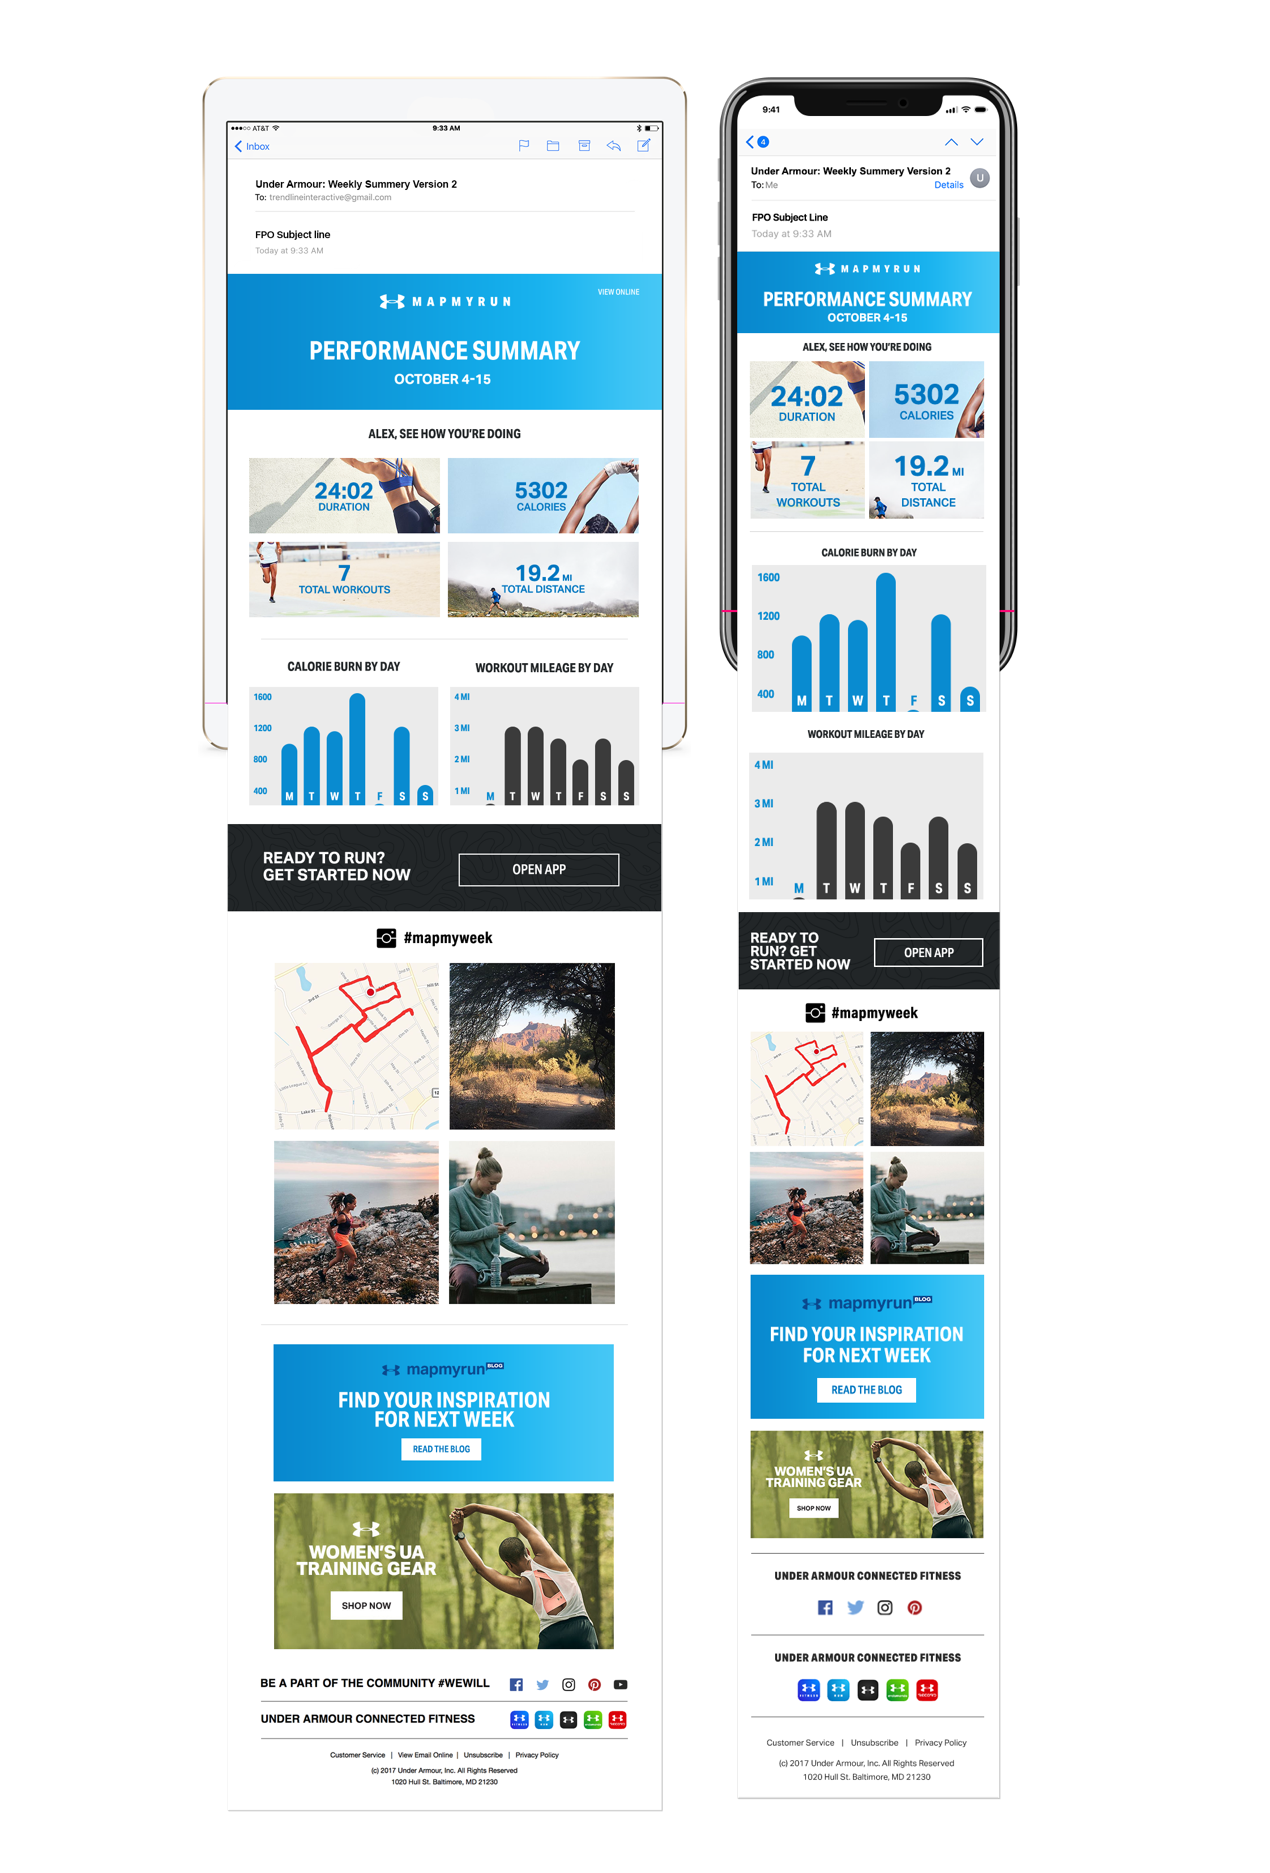 ●●●○○ AT&T
9:33 AM
Inbox
Under Armour: Weekly Summery Version 2
To: trendlineinteractive@gmail.com
FPO Subject line
Today at 9:33 AM
VIEW ONLINE
MAPMYRUN
PERFORMANCE SUMMARY
OCTOBER 4-15
ALEX, SEE HOW YOU'RE DOING
24:02
DURATION
5302
CALORIES
7
TOTAL WORKOUTS
19.2 MI
TOTAL DISTANCE
CALORIE BURN BY DAY
1600
1200
800
400
M T W T F S S
WORKOUT MILEAGE BY DAY
4 MI
3 MI
2 MI
1 MI
M T W T F S S
READY TO RUN?
GET STARTED NOW
OPEN APP
#mapmyweek
Lake St
mapmyrun BLOG
FIND YOUR INSPIRATION
FOR NEXT WEEK
READ THE BLOG
WOMEN'S UA
TRAINING GEAR
SHOP NOW
BE A PART OF THE COMMUNITY #WEWILL
UNDER ARMOUR CONNECTED FITNESS
Customer Service | View Email Online | Unsubscribe | Privacy Policy
(c) 2017 Under Armour, Inc. All Rights Reserved
1020 Hull St. Baltimore, MD 21230
9:41
4
Under Armour: Weekly Summery Version 2
To: Me
Details
U
FPO Subject Line
Today at 9:33 AM
MAPMYRUN
PERFORMANCE SUMMARY
OCTOBER 4-15
ALEX, SEE HOW YOU'RE DOING
24:02
DURATION
5302
CALORIES
7
TOTAL
WORKOUTS
19.2 MI
TOTAL
DISTANCE
CALORIE BURN BY DAY
1600
1200
800
400
M T W T F S S
WORKOUT MILEAGE BY DAY
4 MI
3 MI
2 MI
1 MI
M T W T F S S
READY TO
RUN? GET
STARTED NOW
OPEN APP
#mapmyweek
mapmyrun BLOG
FIND YOUR INSPIRATION
FOR NEXT WEEK
READ THE BLOG
WOMEN'S UA
TRAINING GEAR
SHOP NOW
UNDER ARMOUR CONNECTED FITNESS
UNDER ARMOUR CONNECTED FITNESS
Customer Service | Unsubscribe | Privacy Policy
(c) 2017 Under Armour, Inc. All Rights Reserved
1020 Hull St. Baltimore, MD 21230